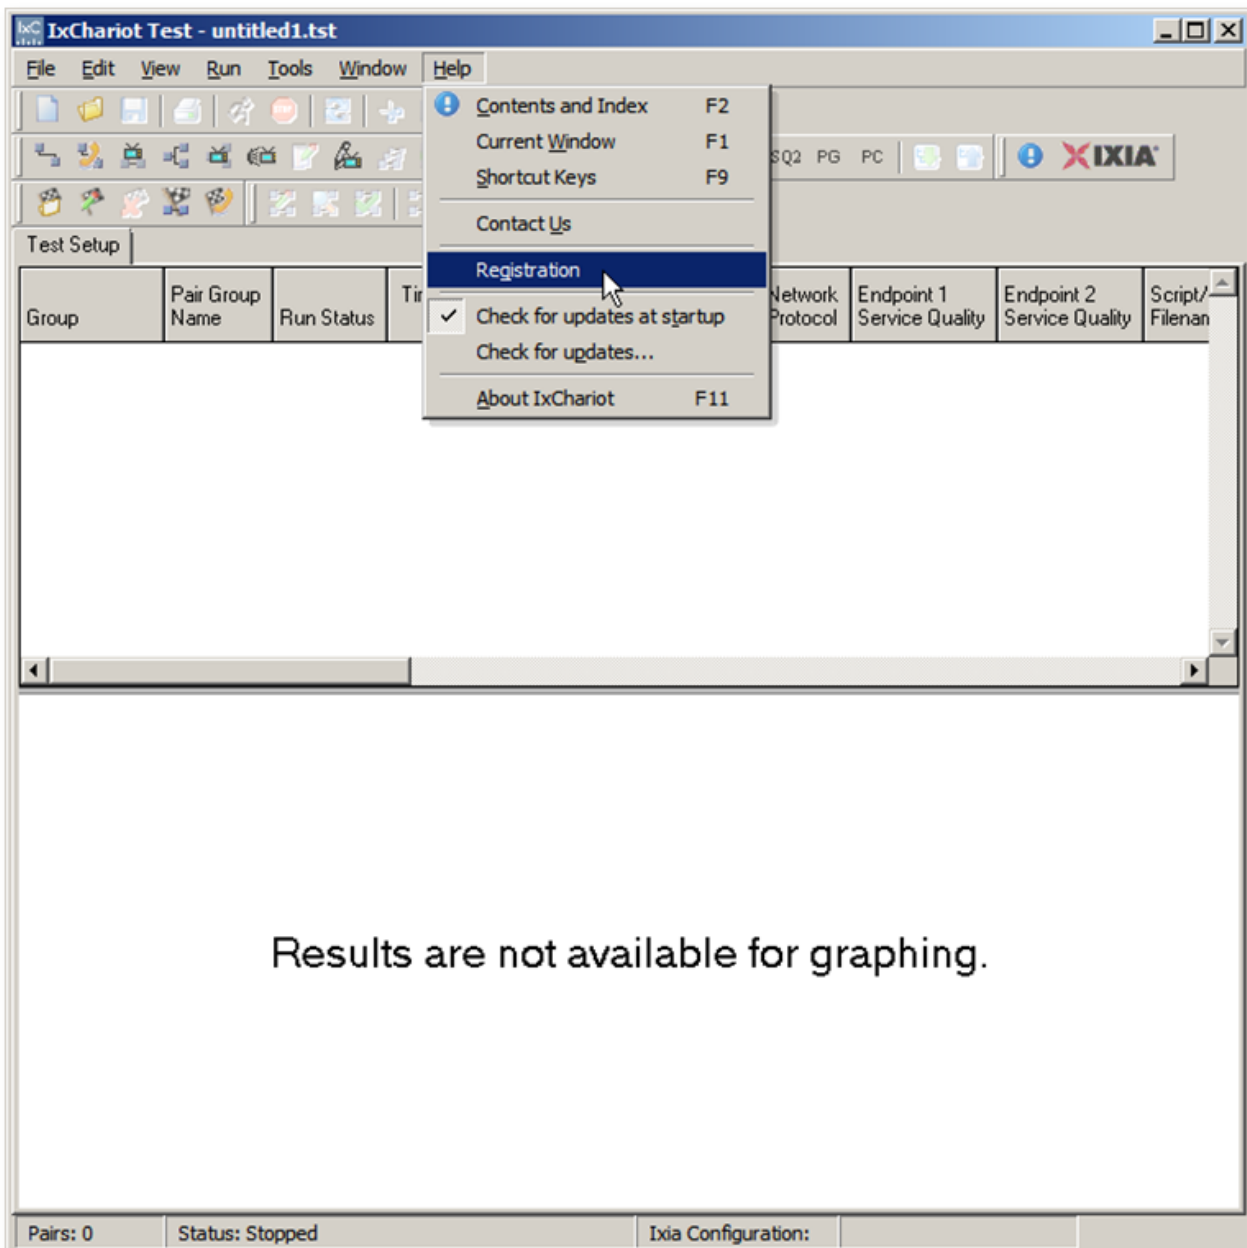 IxC IxChariot Test - untitled1.tst
File Edit View Run Tools Window Help
Contents and Index F2
Current Window F1
Shortcut Keys F9
Contact Us
Registration
Check for updates at startup
Check for updates...
About IxChariot F11
SQ2 PG PC IXIA
Test Setup
Group
Pair Group
Name
Run Status
Network
Protocol
Endpoint 1
Service Quality
Endpoint 2
Service Quality
Script/
Results are not available for graphing.
Pairs: 0 Status: Stopped Ixia Configuration: